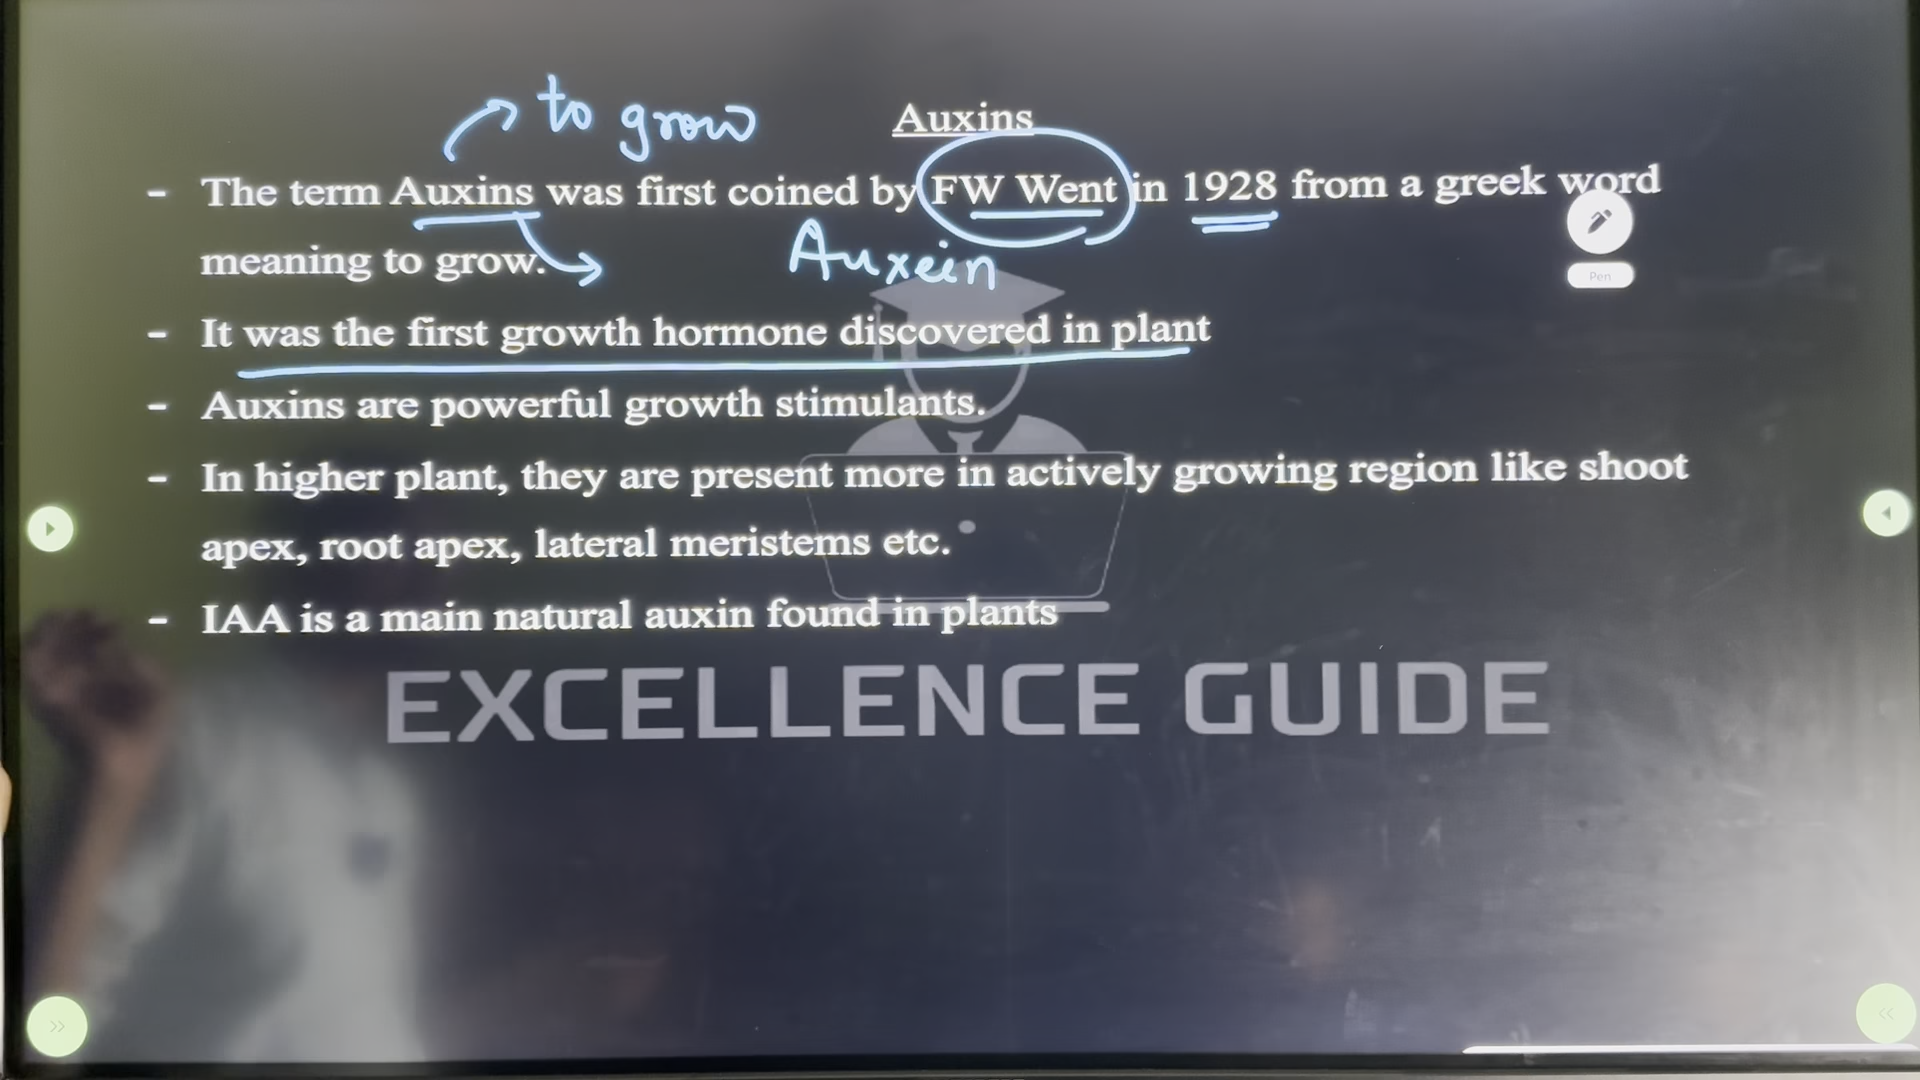 to grow
Auxins
- The term Auxins was first coined by FW Went in 1928 from a greek word
meaning to grow.
Auxein
Pen
- It was the first growth hormone discovered in plant
- Auxins are powerful growth stimulants.
- In higher plant, they are present more in actively growing region like shoot
apex, root apex, lateral meristems etc.
- IAA is a main natural auxin found in plants
EXCELLENCE GUIDE